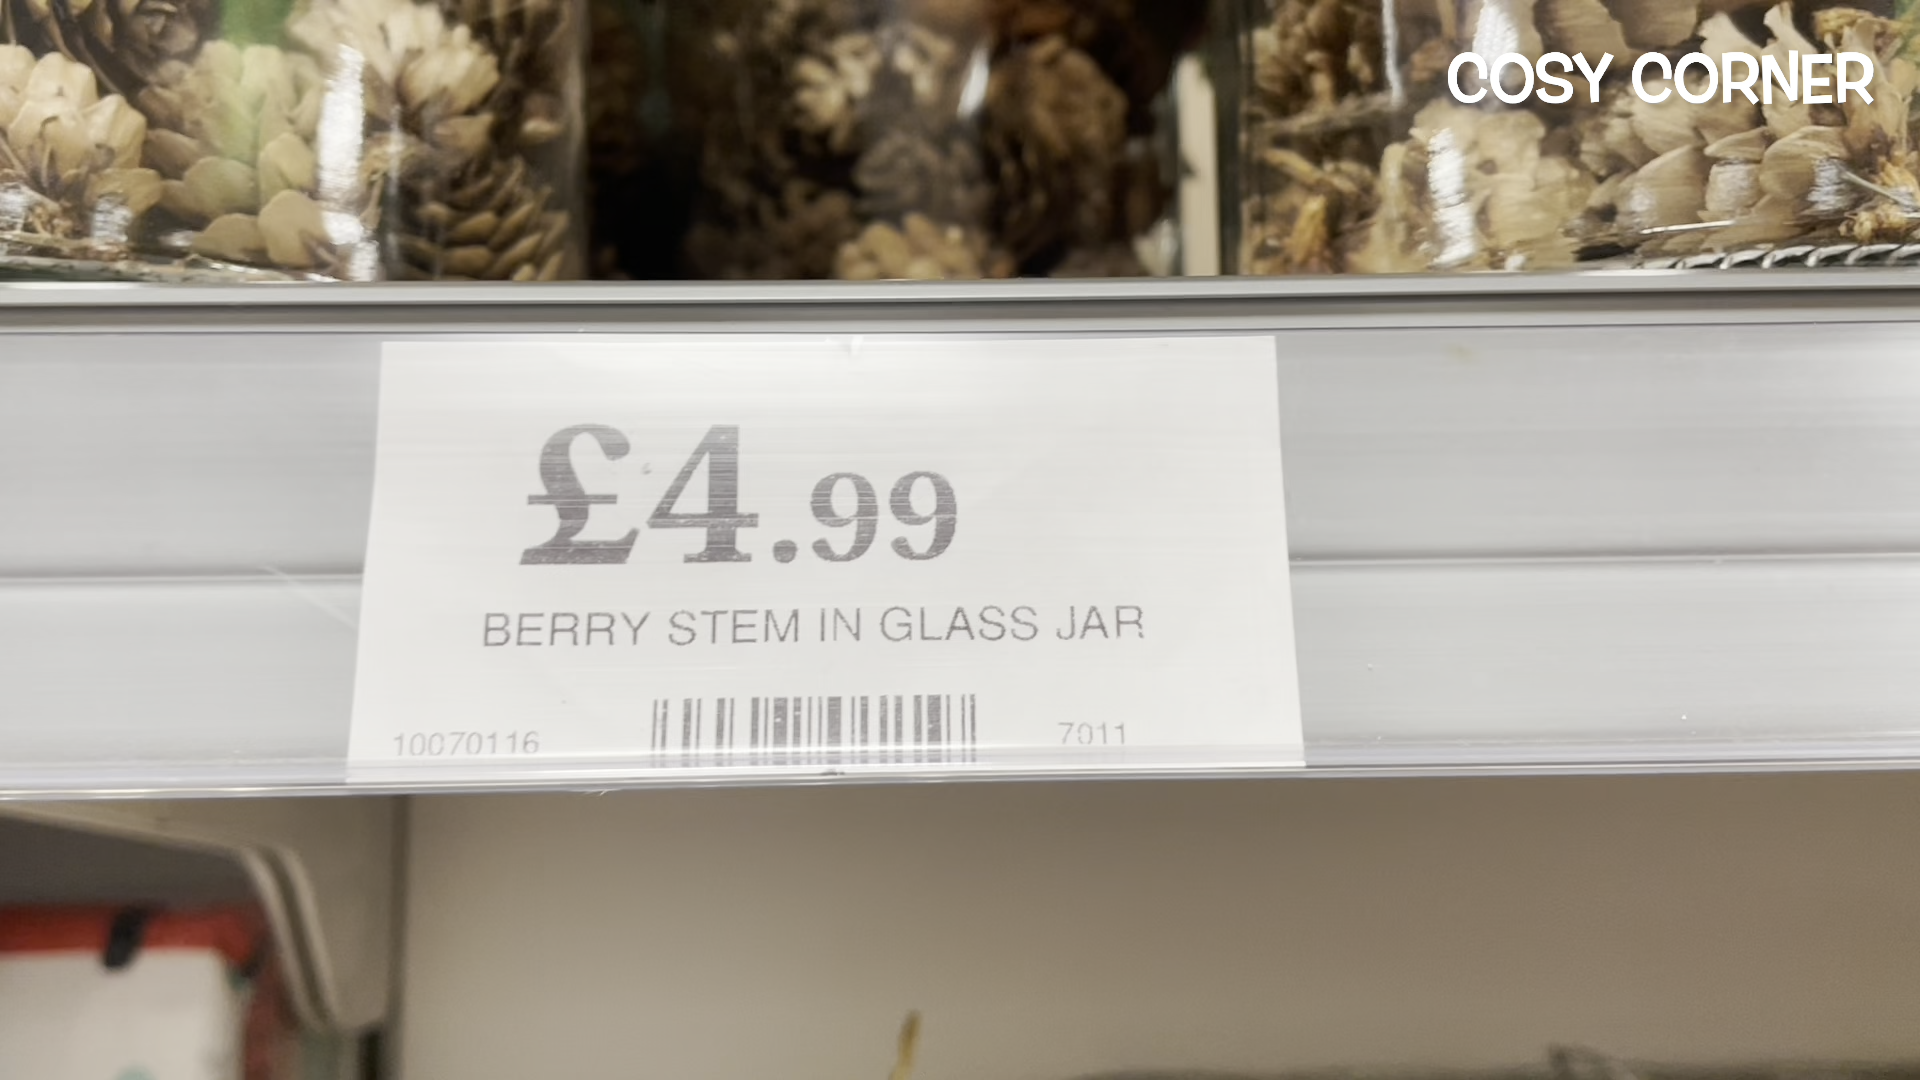 COSY CORNER
£4.99
BERRY STEM IN GLASS JAR
10070116
7011